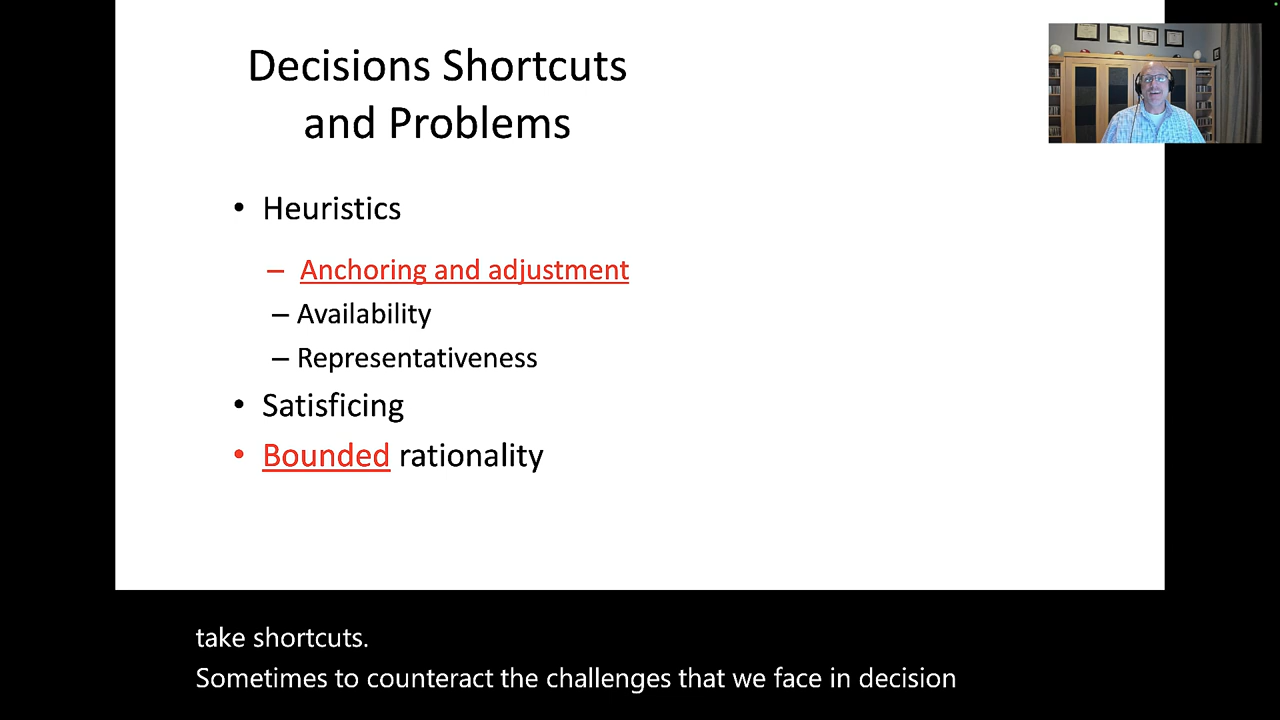 Decisions Shortcuts
and Problems
• Heuristics
– Anchoring and adjustment
– Availability
– Representativeness
• Satisficing
• Bounded rationality
take shortcuts.
Sometimes to counteract the challenges that we face in decision